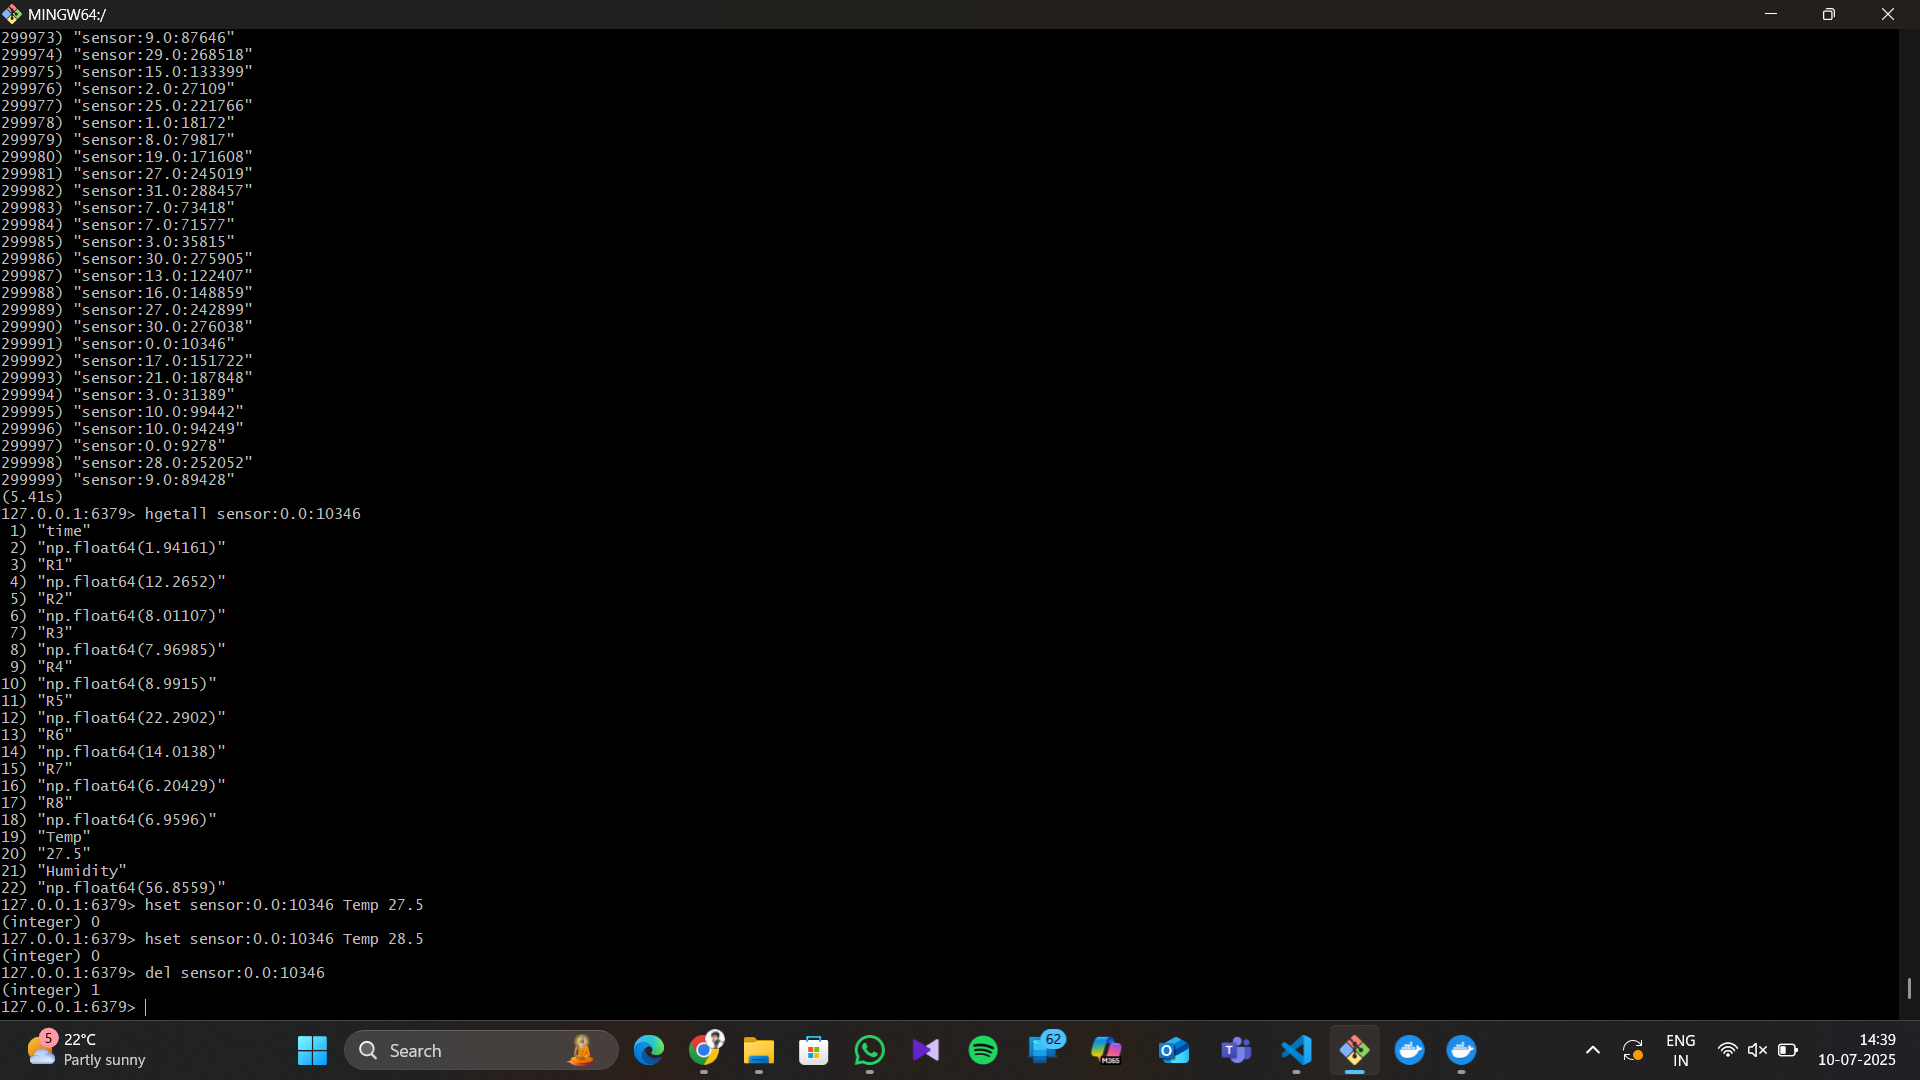 MINGW64:/
299973) "sensor:9.0:87646"
299974) "sensor:29.0:268518"
299975) "sensor:15.0:133399"
299976) "sensor:2.0:27109"
299977) "sensor:25.0:221766"
299978) "sensor:1.0:18172"
299979) "sensor:8.0:79817"
299980) "sensor:19.0:171608"
299981) "sensor:27.0:245019"
299982) "sensor:31.0:288457"
299983) "sensor:7.0:73418"
299984) "sensor:7.0:71577"
299985) "sensor:3.0:35815"
299986) "sensor:30.0:275905"
299987) "sensor:13.0:122407"
299988) "sensor:16.0:148859"
299989) "sensor:27.0:242899"
299990) "sensor:30.0:276038"
299991) "sensor:0.0:10346"
299992) "sensor:17.0:151722"
299993) "sensor:21.0:187848"
299994) "sensor:3.0:31389"
299995) "sensor:10.0:99442"
299996) "sensor:10.0:94249"
299997) "sensor:0.0:9278"
299998) "sensor:28.0:252052"
299999) "sensor:9.0:89428"
(5.41s)
127.0.0.1:6379> hgetall sensor:0.0:10346
1) "time"
2) "np.float64(1.94161)"
3) "R1"
4) "np.float64(12.2652)"
5) "R2"
6) "np.float64(8.01107)"
7) "R3"
8) "np.float64(7.96985)"
9) "R4"
10) "np.float64(8.9915)"
11) "R5"
12) "np.float64(22.2902)"
13) "R6"
14) "np.float64(14.0138)"
15) "R7"
16) "np.float64(6.20429)"
17) "R8"
18) "np.float64(6.9596)"
19) "Temp"
20) "27.5"
21) "Humidity"
22) "np.float64(56.8559)"
127.0.0.1:6379> hset sensor:0.0:10346 Temp 27.5
(integer) 0
127.0.0.1:6379> hset sensor:0.0:10346 Temp 28.5
(integer) 0
127.0.0.1:6379> del sensor:0.0:10346
(integer) 1
127.0.0.1:6379>
5
22°C
Partly sunny
Search
62
M365
ENG
IN
14:39
10-07-2025